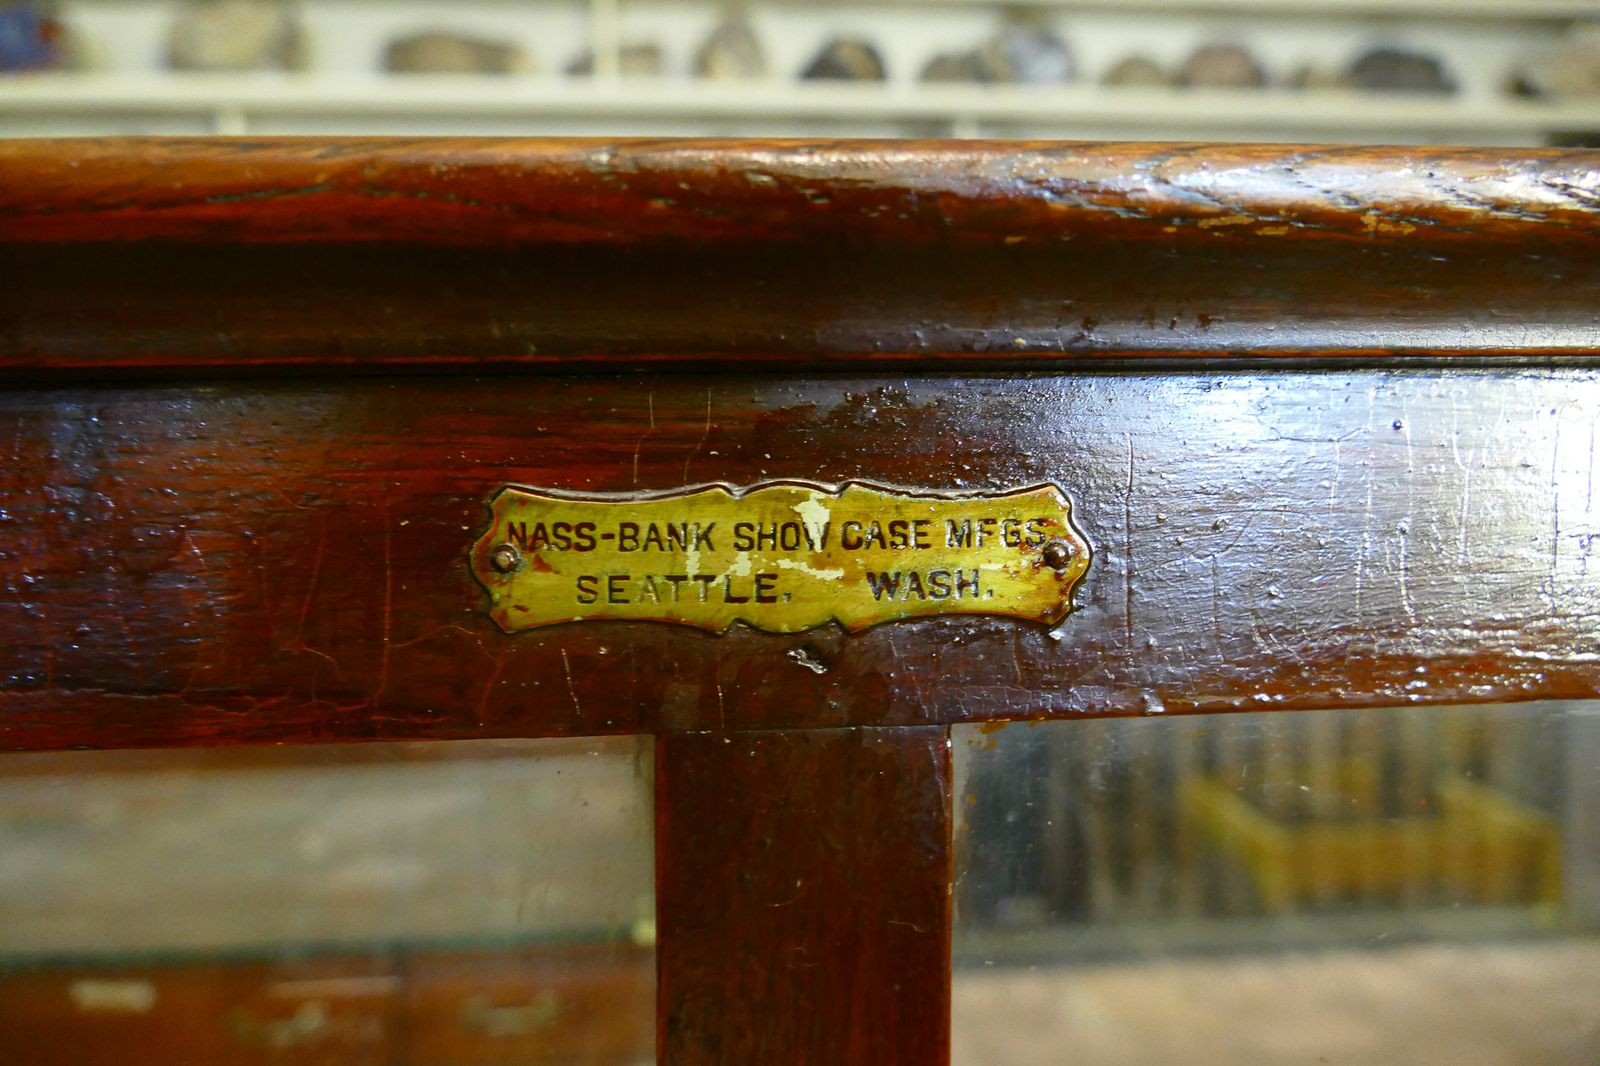 NASS-BANK SHOW CASE MFGS.
SEATTLE, WASH.